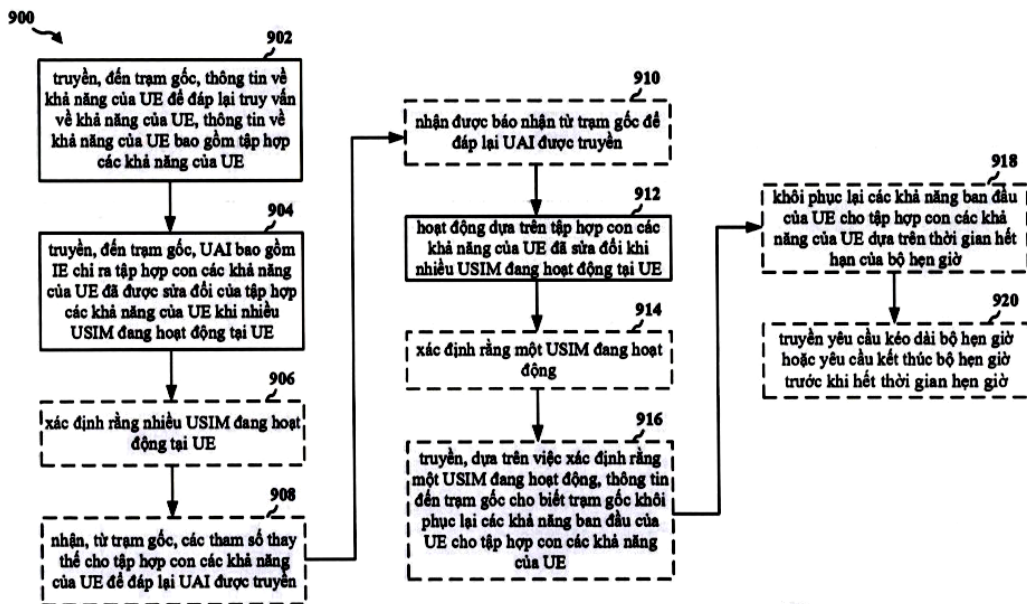 900
902
truyền, đến trạm gốc, thông tin về
khả năng của UE để đáp lại truy vấn
về khả năng của UE, thông tin về
khả năng của UE bao gồm tập hợp
các khả năng của UE
904
truyền, đến trạm gốc, UAI bao gồm
IE chỉ ra tập hợp con các khả năng
của UE đã được sửa đổi của tập hợp
các khả năng của UE khi nhiều
USIM đang hoạt động tại UE
906
xác định rằng nhiều USIM đang hoạt
động tại UE
908
nhận, từ trạm gốc, các tham số thay
thế cho tập hợp con các khả năng
của UE để đáp lại UAI được truyền
910
nhận được báo nhận từ trạm gốc để
đáp lại UAI được truyền
912
hoạt động dựa trên tập hợp con các
khả năng của UE đã sửa đổi khi
nhiều USIM đang hoạt động tại UE
914
xác định rằng một USIM đang hoạt
động
916
truyền, dựa trên việc xác định rằng
một USIM đang hoạt động, thông tin
đến trạm gốc cho biết trạm gốc khôi
phục lại các khả năng ban đầu của
UE cho tập hợp con các khả năng
của UE
918
khôi phục lại các khả năng ban đầu
của UE cho tập hợp con các khả
năng của UE dựa trên thời gian hết
hạn của bộ hẹn giờ
920
truyền yêu cầu kéo dài bộ hẹn giờ
hoặc yêu cầu kết thúc bộ hẹn giờ
trước khi hết thời gian hẹn giờ